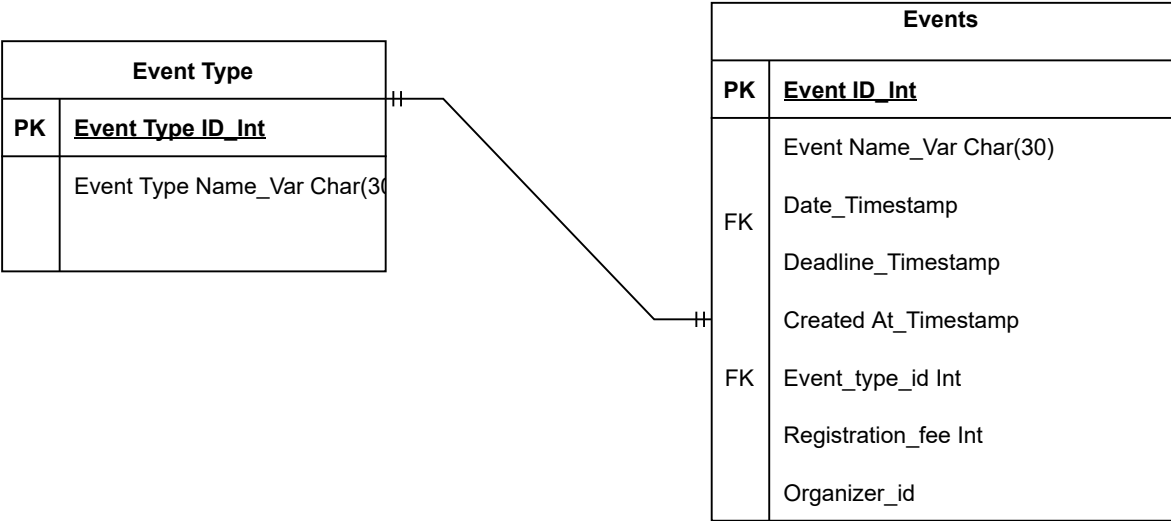 Event Type
PK Event Type ID_Int
Event Type Name_Var Char(30
Events
PK Event ID_Int
Event Name_Var Char(30)
FK Date_Timestamp
Deadline_Timestamp
Created At_Timestamp
FK Event_type_id Int
Registration_fee Int
Organizer_id